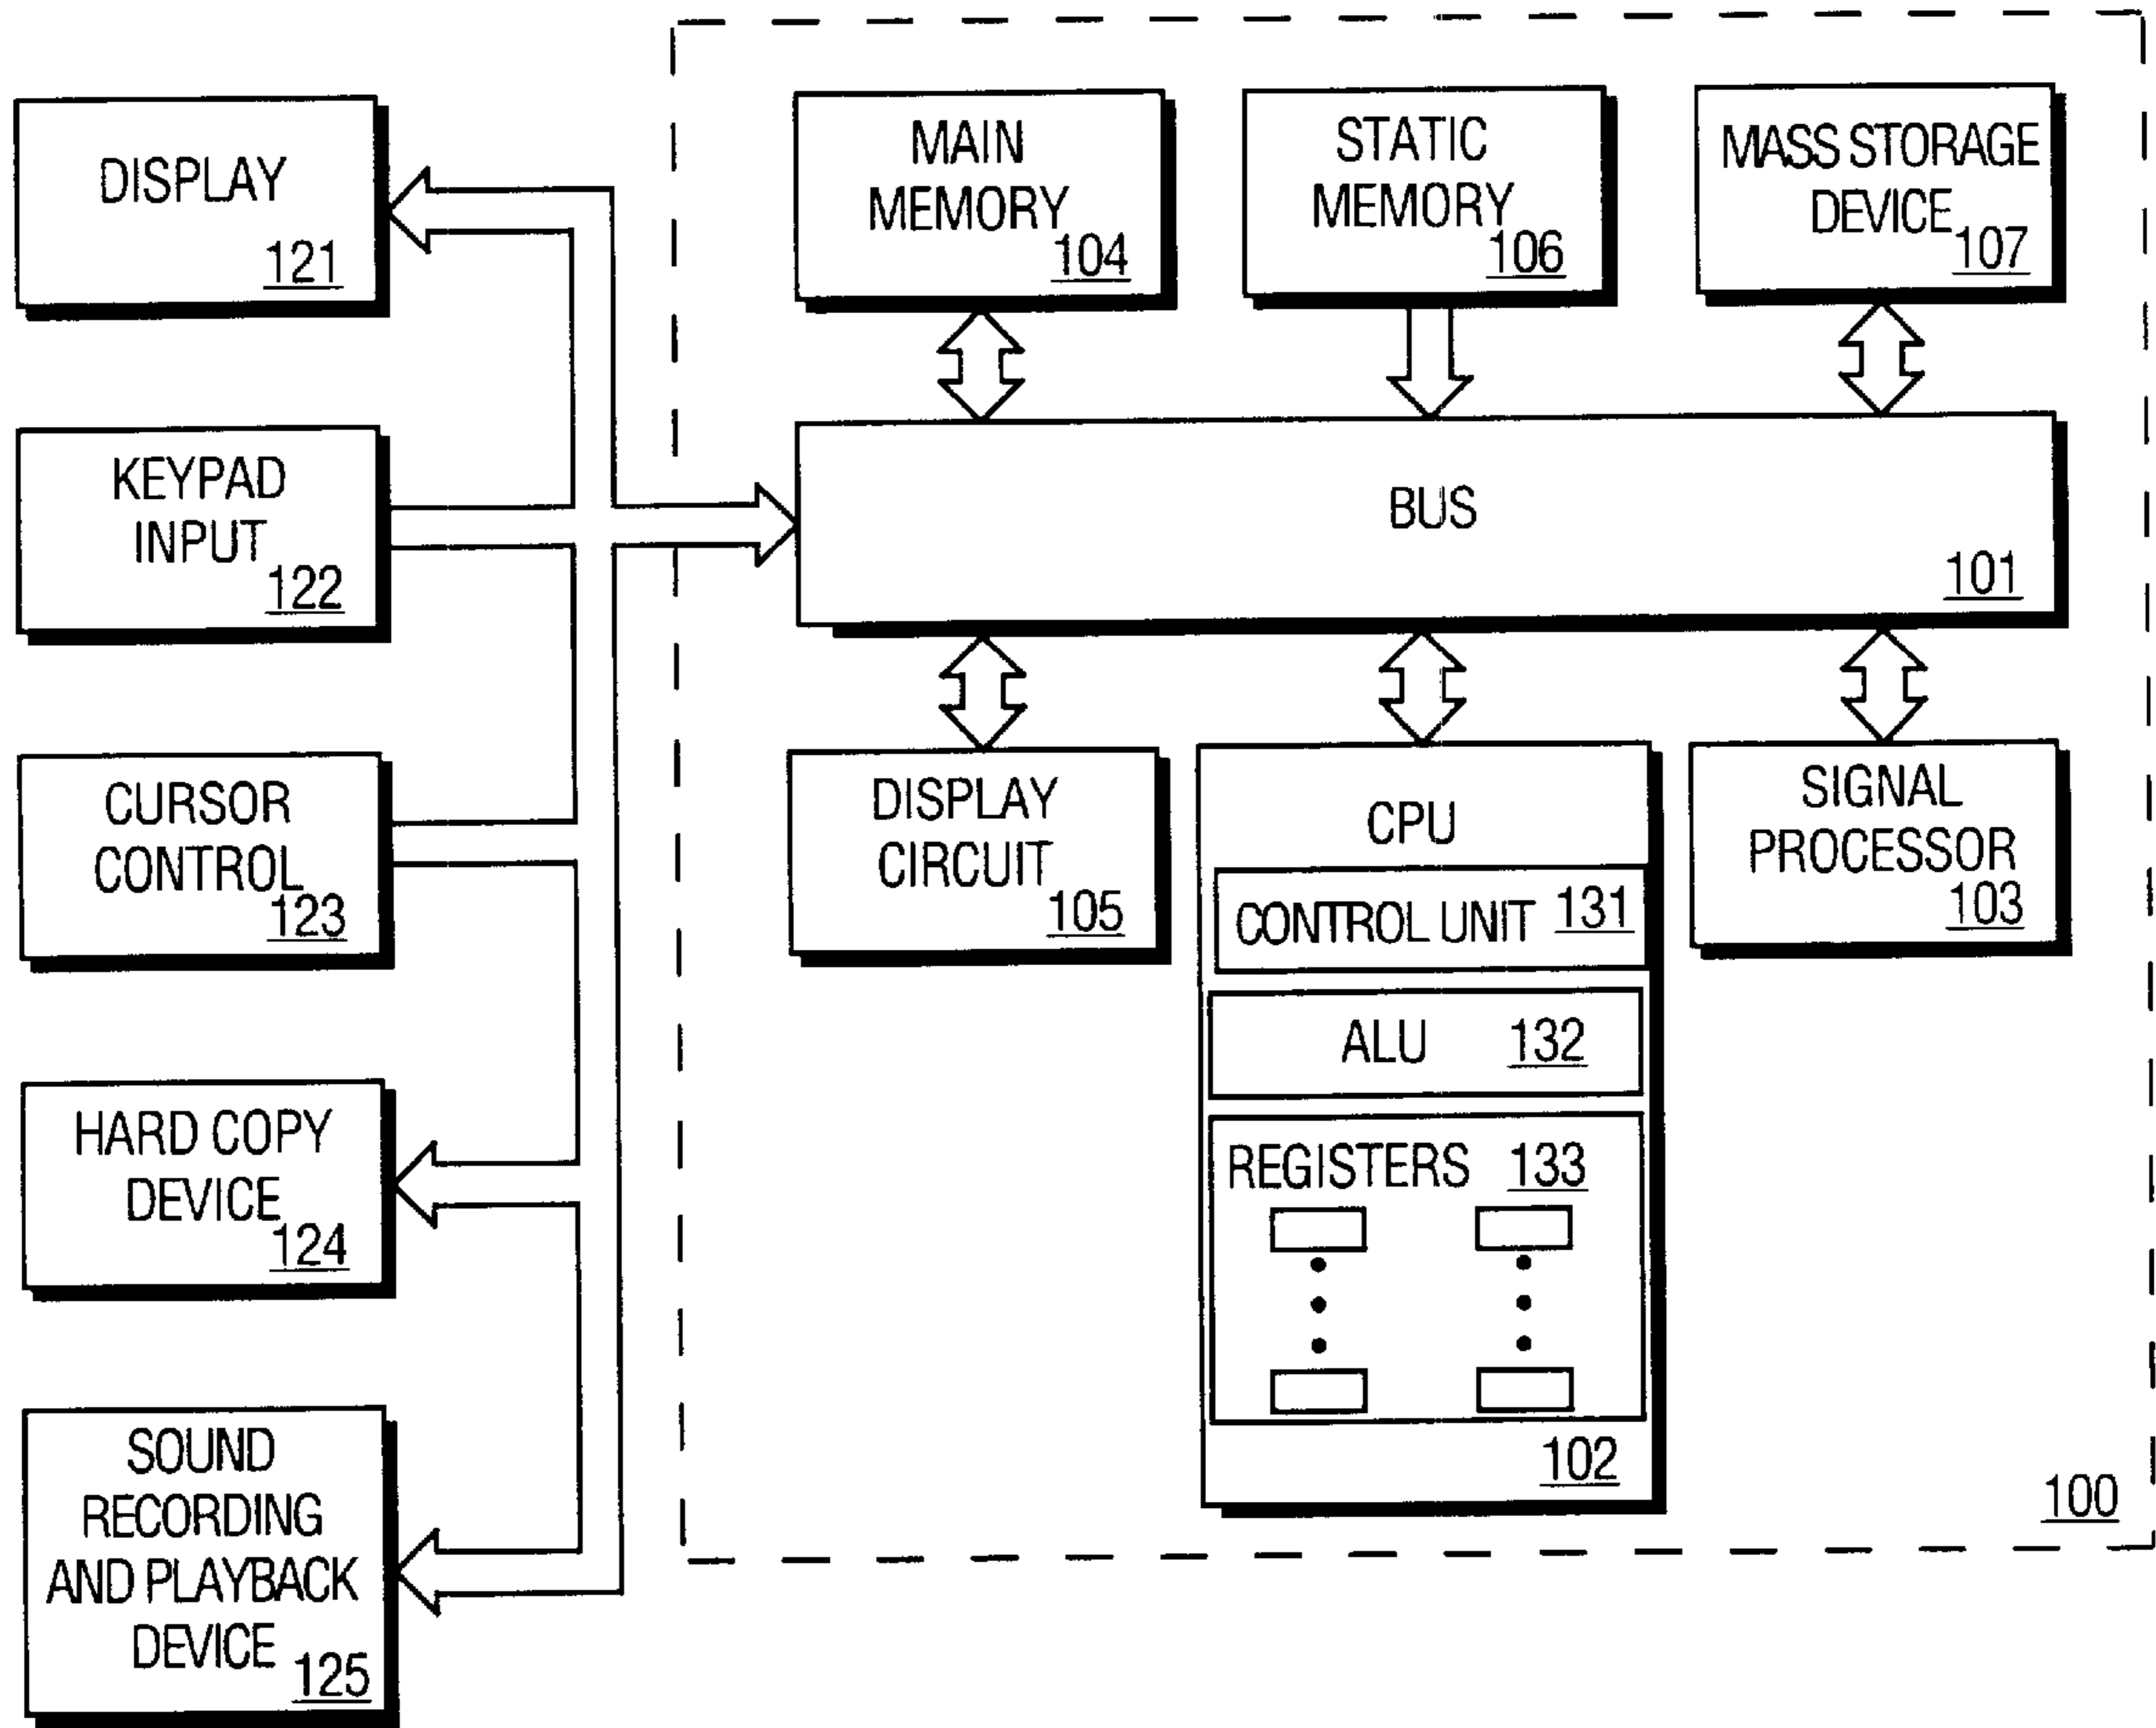 DISPLAY
121
KEYPAD
INPUT
122
CURSOR
CONTROL
123
HARD COPY
DEVICE
124
SOUND
RECORDING
AND PLAYBACK
DEVICE
125
MAIN
MEMORY
104
STATIC
MEMORY
106
MASS STORAGE
DEVICE
107
BUS
101
DISPLAY
CIRCUIT
105
CPU
CONTROL UNIT 131
ALU 132
REGISTERS 133
102
SIGNAL
PROCESSOR
103
100